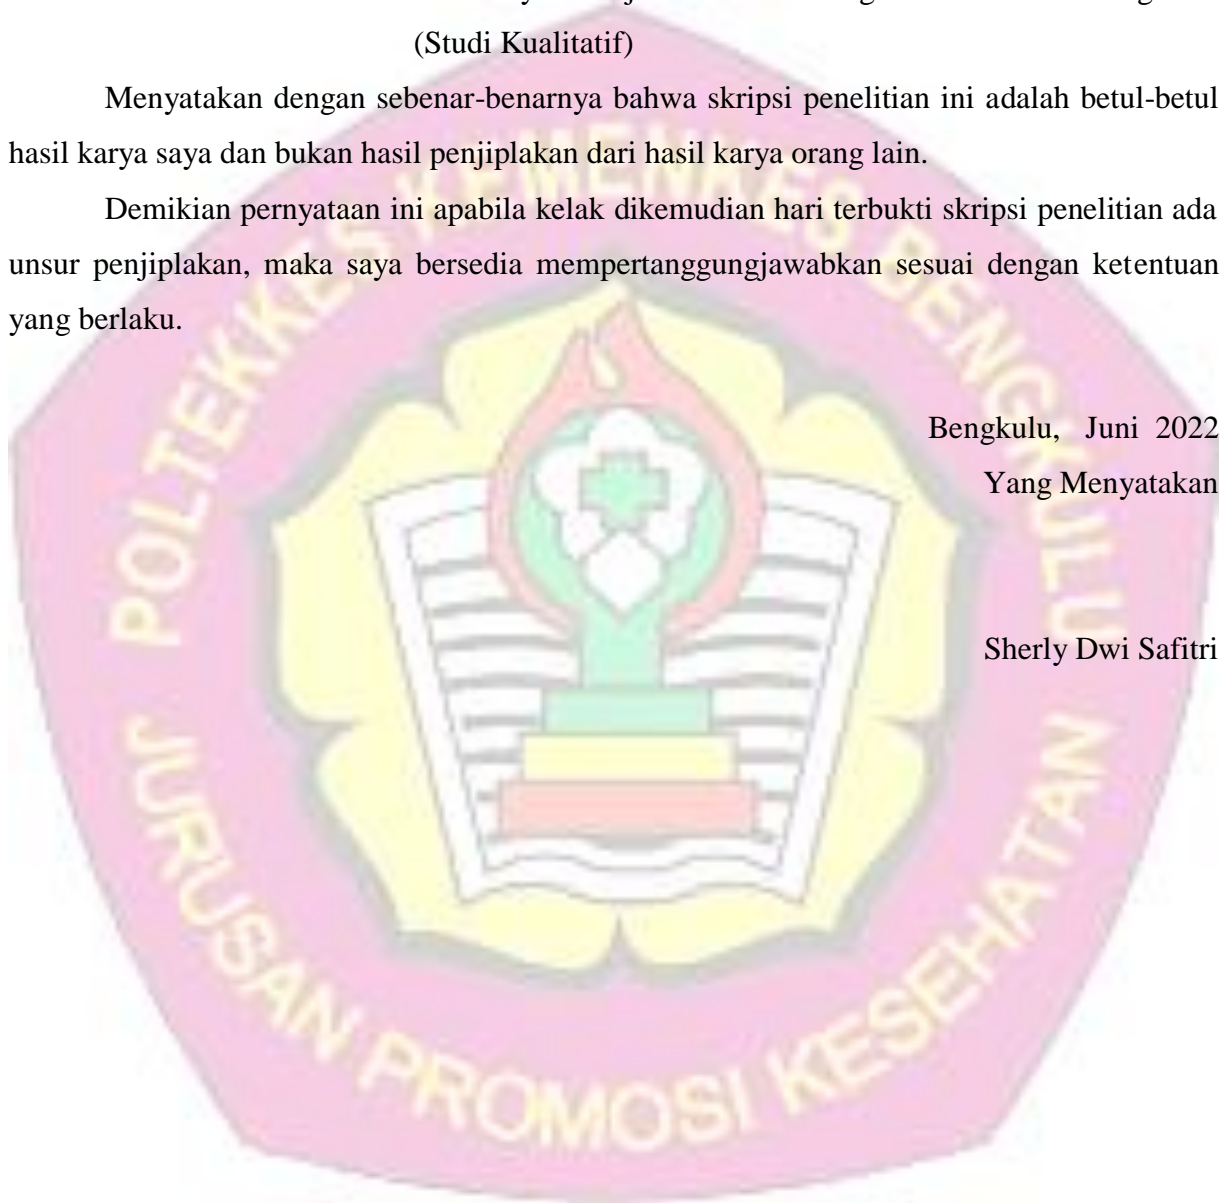 (Studi Kualitatif)
Menyatakan dengan sebenar-benarnya bahwa skripsi penelitian ini adalah betul-betul
hasil karya saya dan bukan hasil penjiplakan dari hasil karya orang lain.
Demikian pernyataan ini apabila kelak dikemudian hari terbukti skripsi penelitian ada
unsur penjiplakan, maka saya bersedia mempertanggungjawabkan sesuai dengan ketentuan
yang berlaku.
Bengkulu, Juni 2022
Yang Menyatakan
Sherly Dwi Safitri
POLTEKKES KEMENKES BENGKULU
JURUSAN PROMOSI KESEHATAN